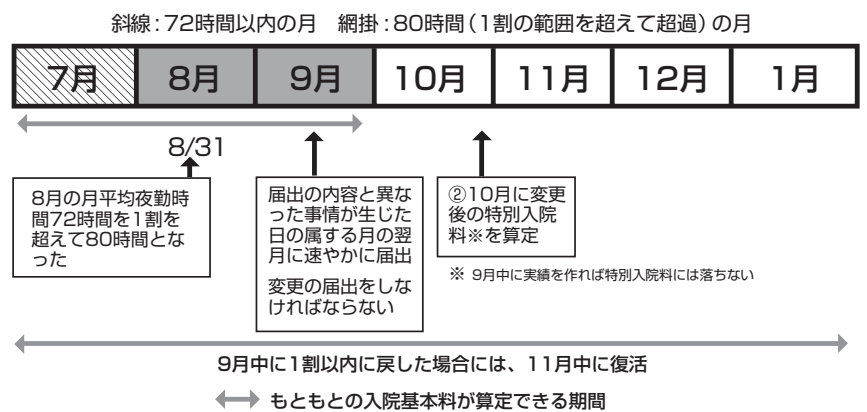 斜線:72時間以内の月 網掛:80時間(1割の範囲を超えて超過)の月
7月 8月 9月 10月 11月 12月 1月
8/31
8月の月平均夜勤時
間72時間を1割を
超えて80時間とな
った
届出の内容と異な
った事情が生じた
日の属する月の翌
月に速やかに届出
変更の届出をしな
ければならない
②10月に変更
後の特別入院
料※を算定
※ 9月中に実績を作れば特別入院料には落ちない
9月中に1割以内に戻した場合には、11月中に復活
もともとの入院基本料が算定できる期間